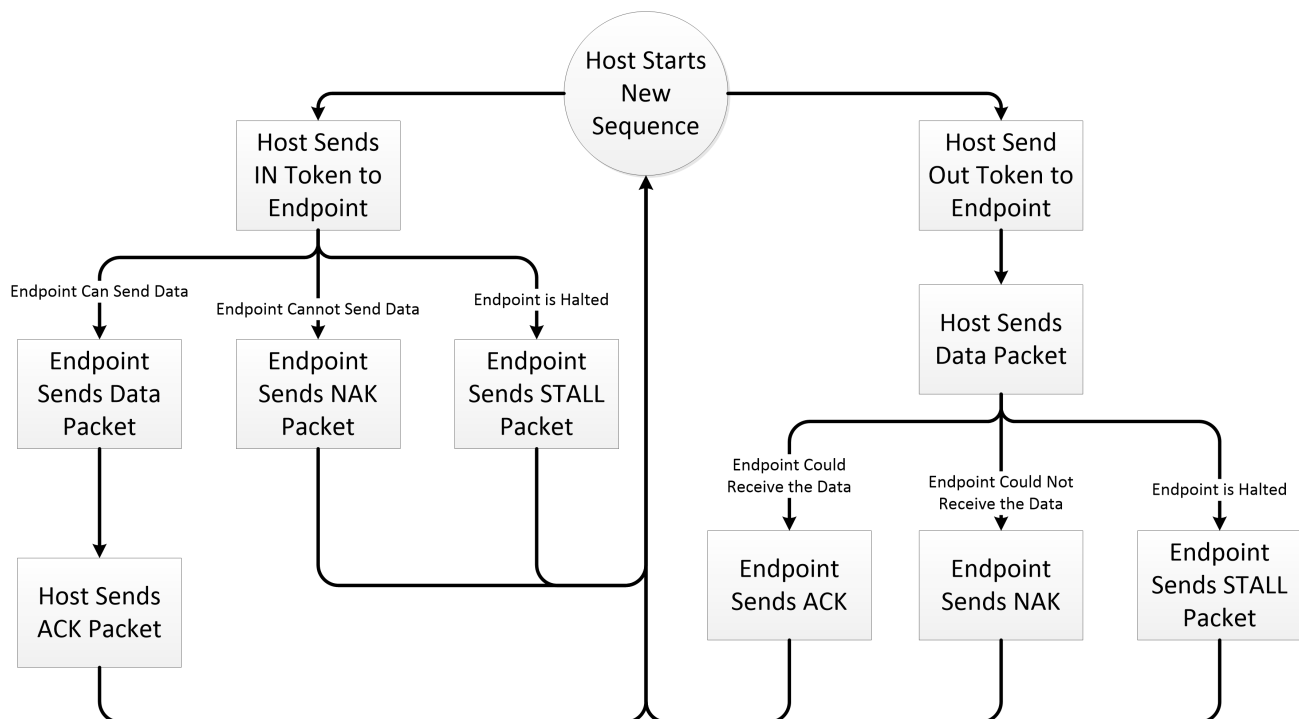 Host Starts
New
Sequence
Host Sends
IN Token to
Endpoint
Host Send
Out Token to
Endpoint
Endpoint Can Send Data
Endpoint Cannot Send Data
Endpoint is Halted
Host Sends
Data Packet
Endpoint
Sends Data
Packet
Endpoint
Sends NAK
Packet
Endpoint
Sends STALL
Packet
Endpoint Could
Receive the Data
Endpoint Could Not
Receive the Data
Endpoint is Halted
Host Sends
ACK Packet
Endpoint
Sends ACK
Endpoint
Sends NAK
Endpoint
Sends STALL
Packet